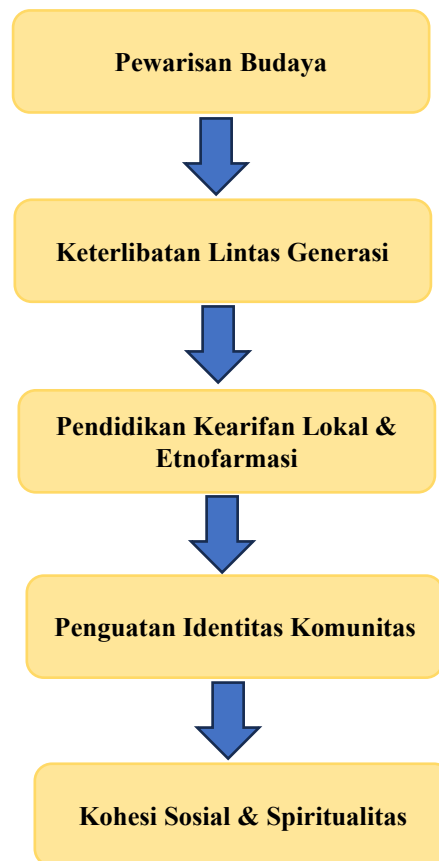 Pewarisan Budaya
Keterlibatan Lintas Generasi
Pendidikan Kearifan Lokal &
Etnofarmasi
Penguatan Identitas Komunitas
Kohesi Sosial & Spiritualitas